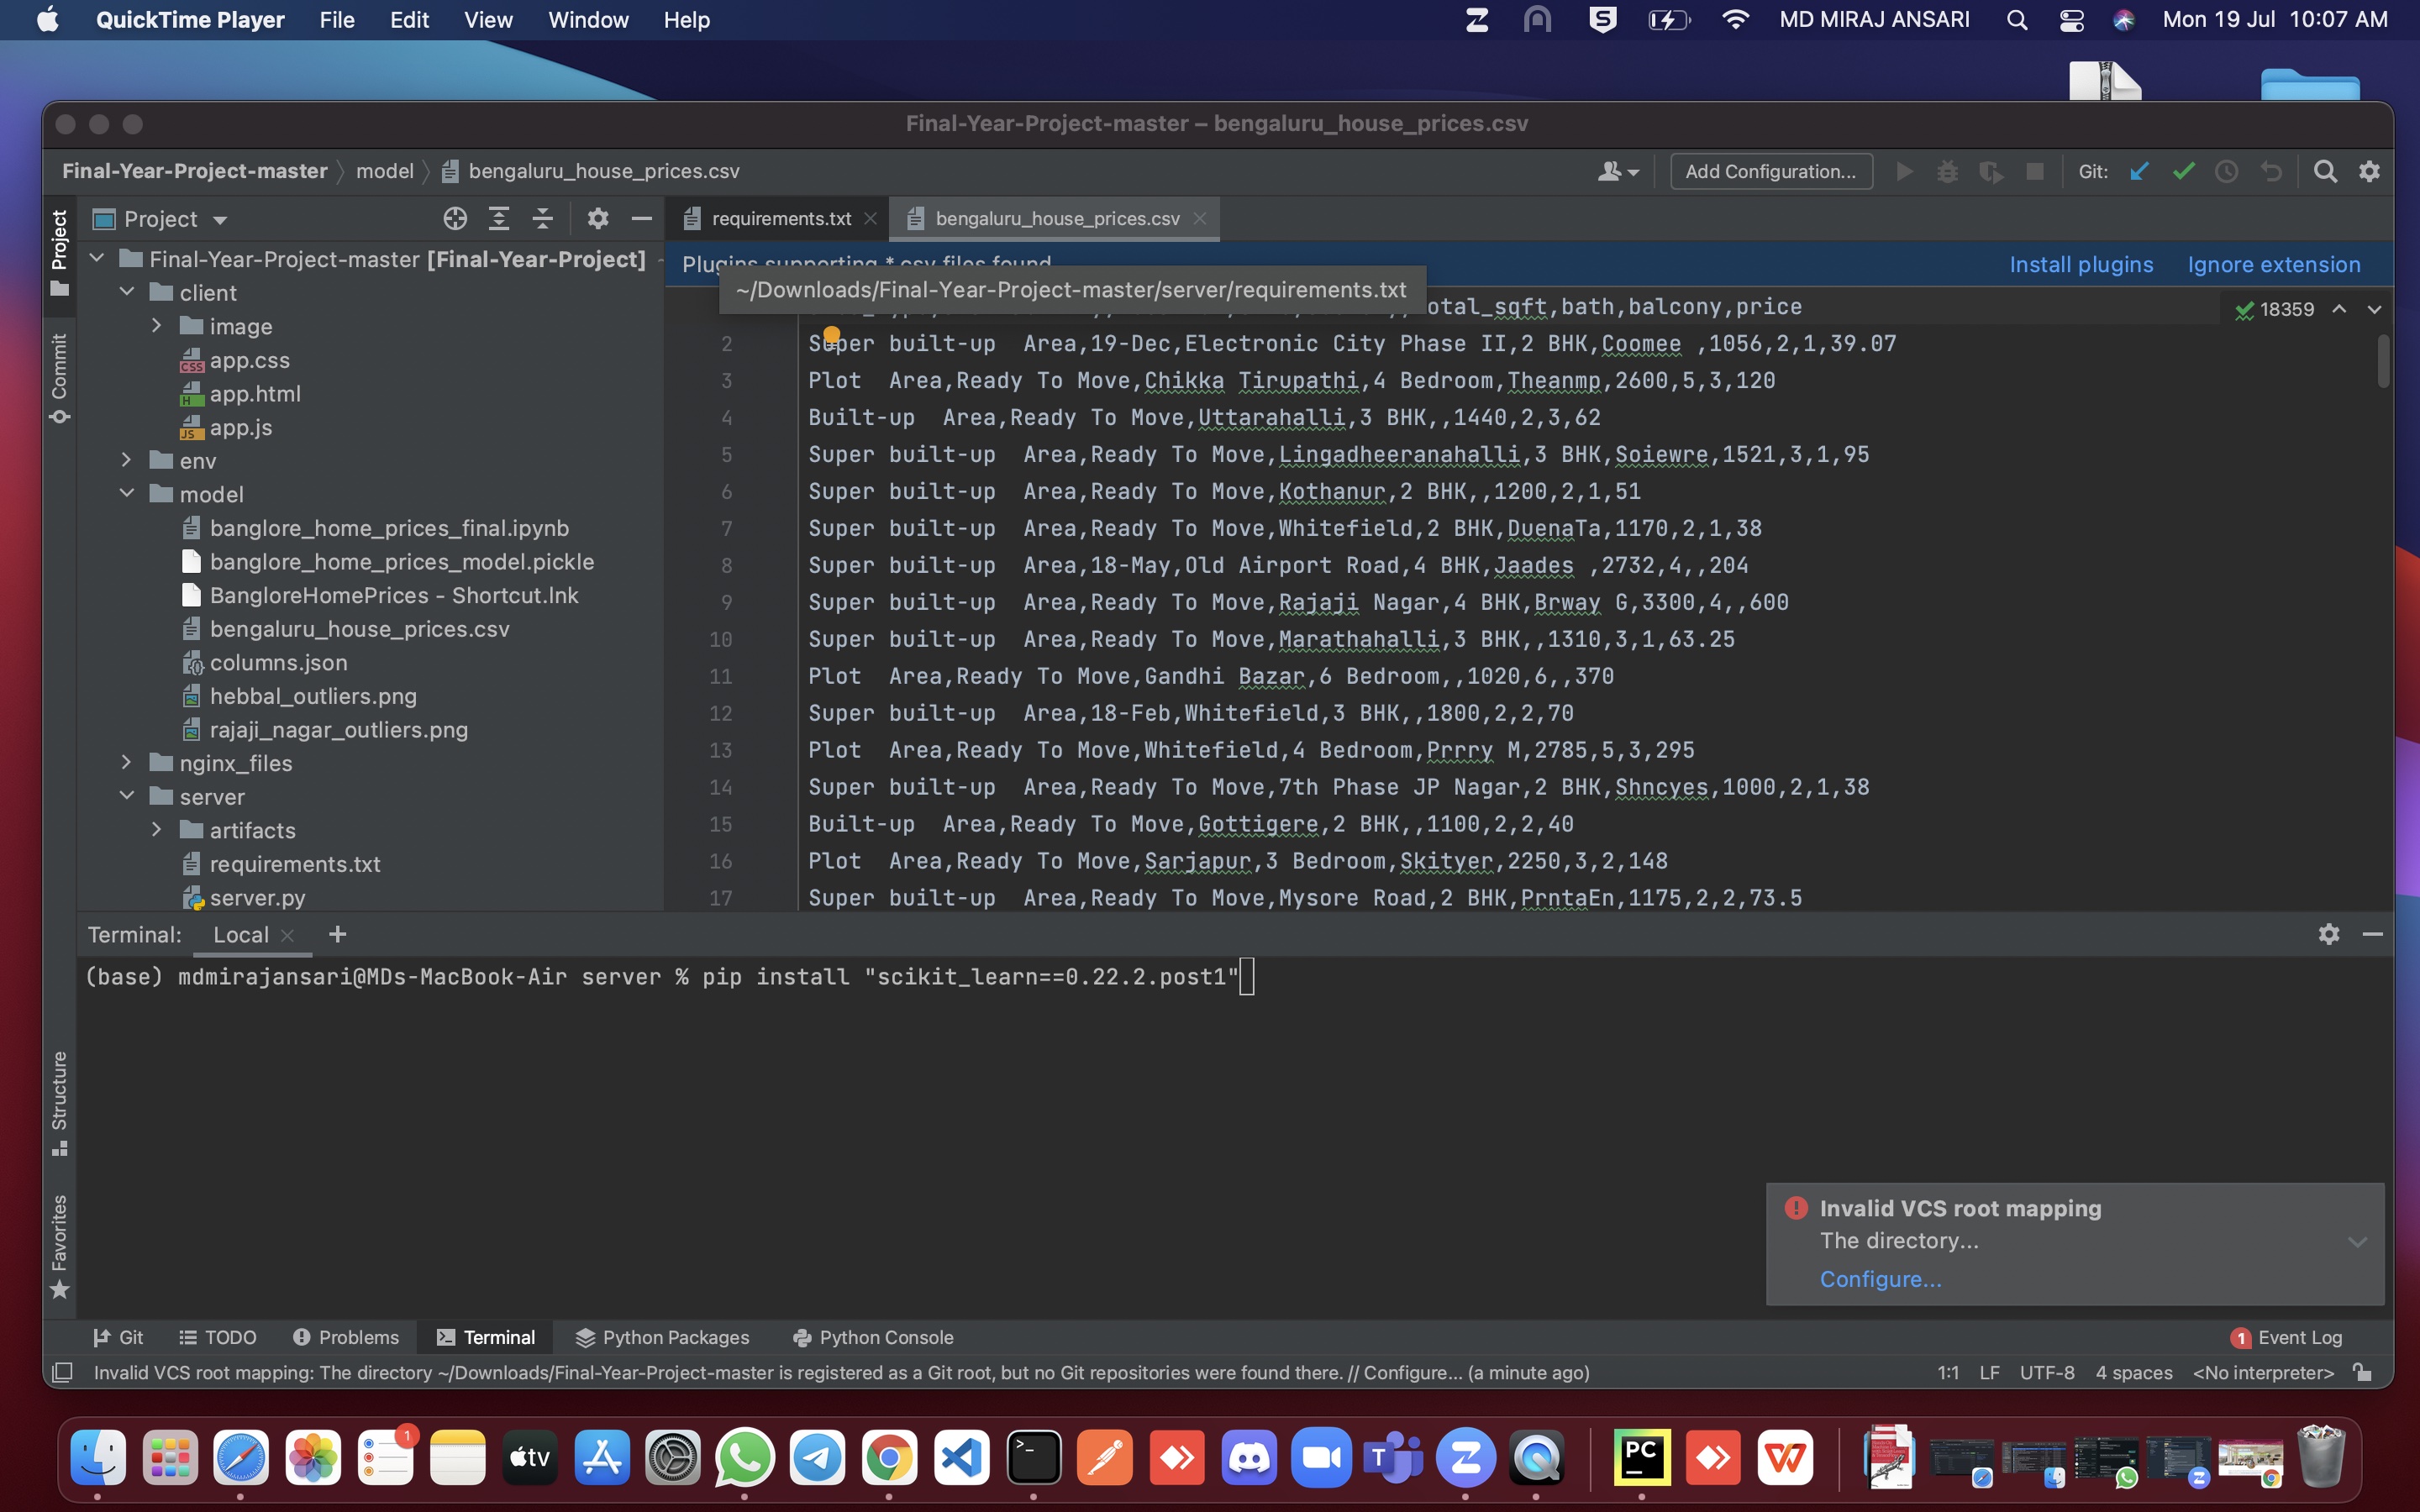 QuickTime Player File Edit View Window Help MD MIRAJ ANSARI Mon 19 Jul 10:07 AM
Final-Year-Project-master – bengaluru_house_prices.csv
Final-Year-Project-master model bengaluru_house_prices.csv Add Configuration... Git:
Project
Commit
Structure
Favorites
Project
Final-Year-Project-master [Final-Year-Project]
client
image
app.css
app.html
app.js
env
model
banglore_home_prices_final.ipynb
banglore_home_prices_model.pickle
BangloreHomePrices - Shortcut.lnk
bengaluru_house_prices.csv
columns.json
hebbal_outliers.png
rajaji_nagar_outliers.png
nginx_files
server
artifacts
requirements.txt
server.py
requirements.txt bengaluru_house_prices.csv
Plugins supporting *.csv files found. Install plugins Ignore extension
~/Downloads/Final-Year-Project-master/server/requirements.txt
otal_sqft,bath,balcony,price 18359
2 Super built-up  Area,19-Dec,Electronic City Phase II,2 BHK,Coomee ,1056,2,1,39.07
3 Plot  Area,Ready To Move,Chikka Tirupathi,4 Bedroom,Theanmp,2600,5,3,120
4 Built-up  Area,Ready To Move,Uttarahalli,3 BHK,,1440,2,3,62
5 Super built-up  Area,Ready To Move,Lingadheeranahalli,3 BHK,Soiewre,1521,3,1,95
6 Super built-up  Area,Ready To Move,Kothanur,2 BHK,,1200,2,1,51
7 Super built-up  Area,Ready To Move,Whitefield,2 BHK,DuenaTa,1170,2,1,38
8 Super built-up  Area,18-May,Old Airport Road,4 BHK,Jaades ,2732,4,,204
9 Super built-up  Area,Ready To Move,Rajaji Nagar,4 BHK,Brway G,3300,4,,600
10 Super built-up  Area,Ready To Move,Marathahalli,3 BHK,,1310,3,1,63.25
11 Plot  Area,Ready To Move,Gandhi Bazar,6 Bedroom,,1020,6,,370
12 Super built-up  Area,18-Feb,Whitefield,3 BHK,,1800,2,2,70
13 Plot  Area,Ready To Move,Whitefield,4 Bedroom,Prrry M,2785,5,3,295
14 Super built-up  Area,Ready To Move,7th Phase JP Nagar,2 BHK,Shncyes,1000,2,1,38
15 Built-up  Area,Ready To Move,Gottigere,2 BHK,,1100,2,2,40
16 Plot  Area,Ready To Move,Sarjapur,3 Bedroom,Skityer,2250,3,2,148
17 Super built-up  Area,Ready To Move,Mysore Road,2 BHK,PrntaEn,1175,2,2,73.5
Terminal: Local
(base) mdmirajansari@MDs-MacBook-Air server % pip install "scikit_learn==0.22.2.post1"
Invalid VCS root mapping
The directory...
Configure...
Git TODO Problems Terminal Python Packages Python Console 1 Event Log
Invalid VCS root mapping: The directory ~/Downloads/Final-Year-Project-master is registered as a Git root, but no Git repositories were found there. // Configure... (a minute ago) 1:1 LF UTF-8 4 spaces <No interpreter>
1
tv
PC